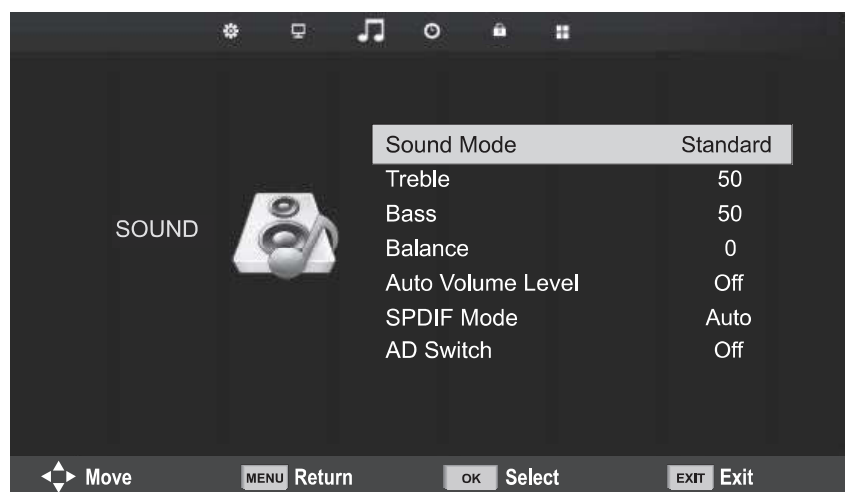 Sound Mode Standard
Treble 50
Bass 50
SOUND
Balance 0
Auto Volume Level Off
SPDIF Mode Auto
AD Switch Off
Move MENU Return OK Select EXIT Exit